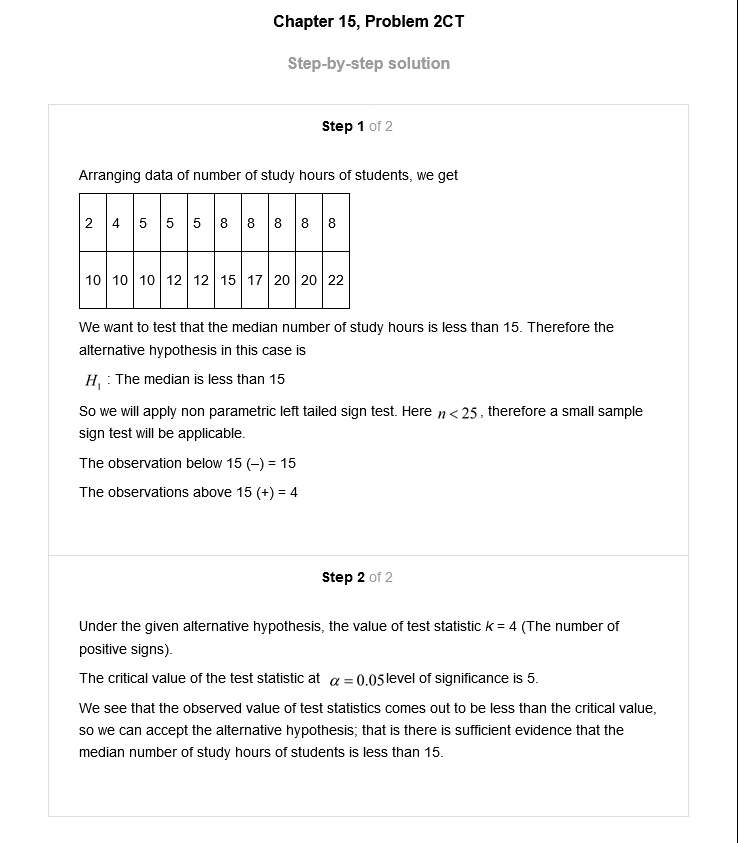 Chapter 15, Problem 2CT
Step-by-step solution
Step 1 of 2
Arranging data of number of study hours of students, we get
2 4 5 5 5 8 8 8 8 8
10 10 10 12 12 15 17 20 20 22
We want to test that the median number of study hours is less than 15. Therefore the
alternative hypothesis in this case is
H₁ : The median is less than 15
So we will apply non parametric left tailed sign test. Here n < 25, therefore a small sample
sign test will be applicable.
The observation below 15 (–) = 15
The observations above 15 (+) = 4
Step 2 of 2
Under the given alternative hypothesis, the value of test statistic k = 4 (The number of
positive signs).
The critical value of the test statistic at α = 0.05 level of significance is 5.
We see that the observed value of test statistics comes out to be less than the critical value,
so we can accept the alternative hypothesis; that is there is sufficient evidence that the
median number of study hours of students is less than 15.